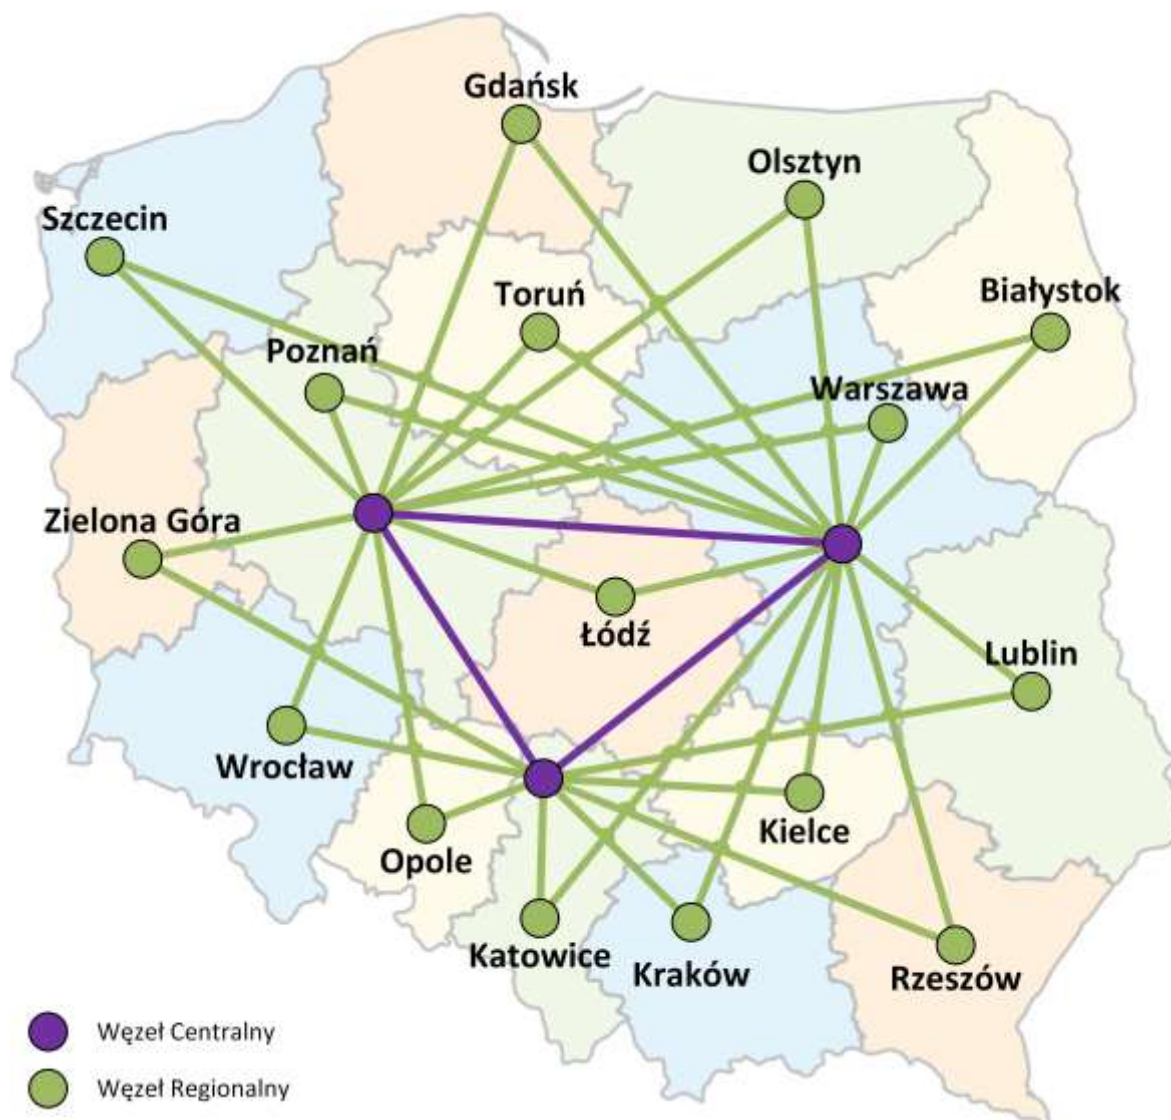 Gdańsk
Olsztyn
Szczecin
Białystok
Toruń
Poznań
Warszawa
Zielona Góra
Łódź
Lublin
Wrocław
Kielce
Opole
Katowice
Kraków
Rzeszów
Węzeł Centralny
Węzeł Regionalny